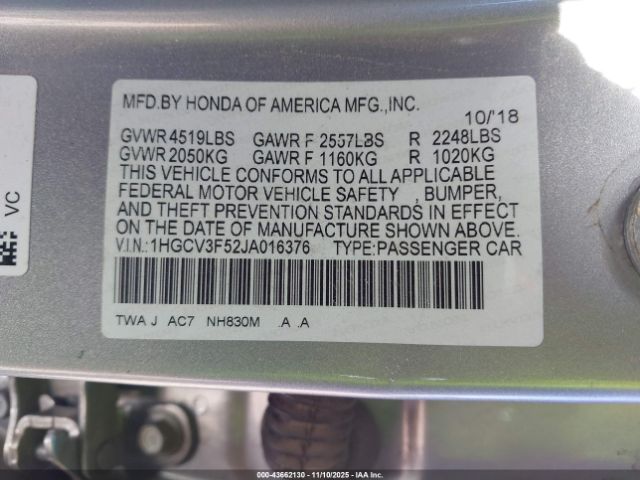 MFD.BY HONDA OF AMERICA MFG.,INC.
10/'18
GVWR 4519LBS GAWR F 2557LBS R 2248LBS
GVWR 2050KG GAWR F 1160KG R 1020KG
THIS VEHICLE CONFORMS TO ALL APPLICABLE
FEDERAL MOTOR VEHICLE SAFETY , BUMPER,
AND THEFT PREVENTION STANDARDS IN EFFECT
ON THE DATE OF MANUFACTURE SHOWN ABOVE.
V.I.N.: 1HGCV3F52JA016376 TYPE:PASSENGER CAR
TWA J AC7 NH830M .A .A
VC
000-43662130 - 11/10/2025 - IAAI INC.